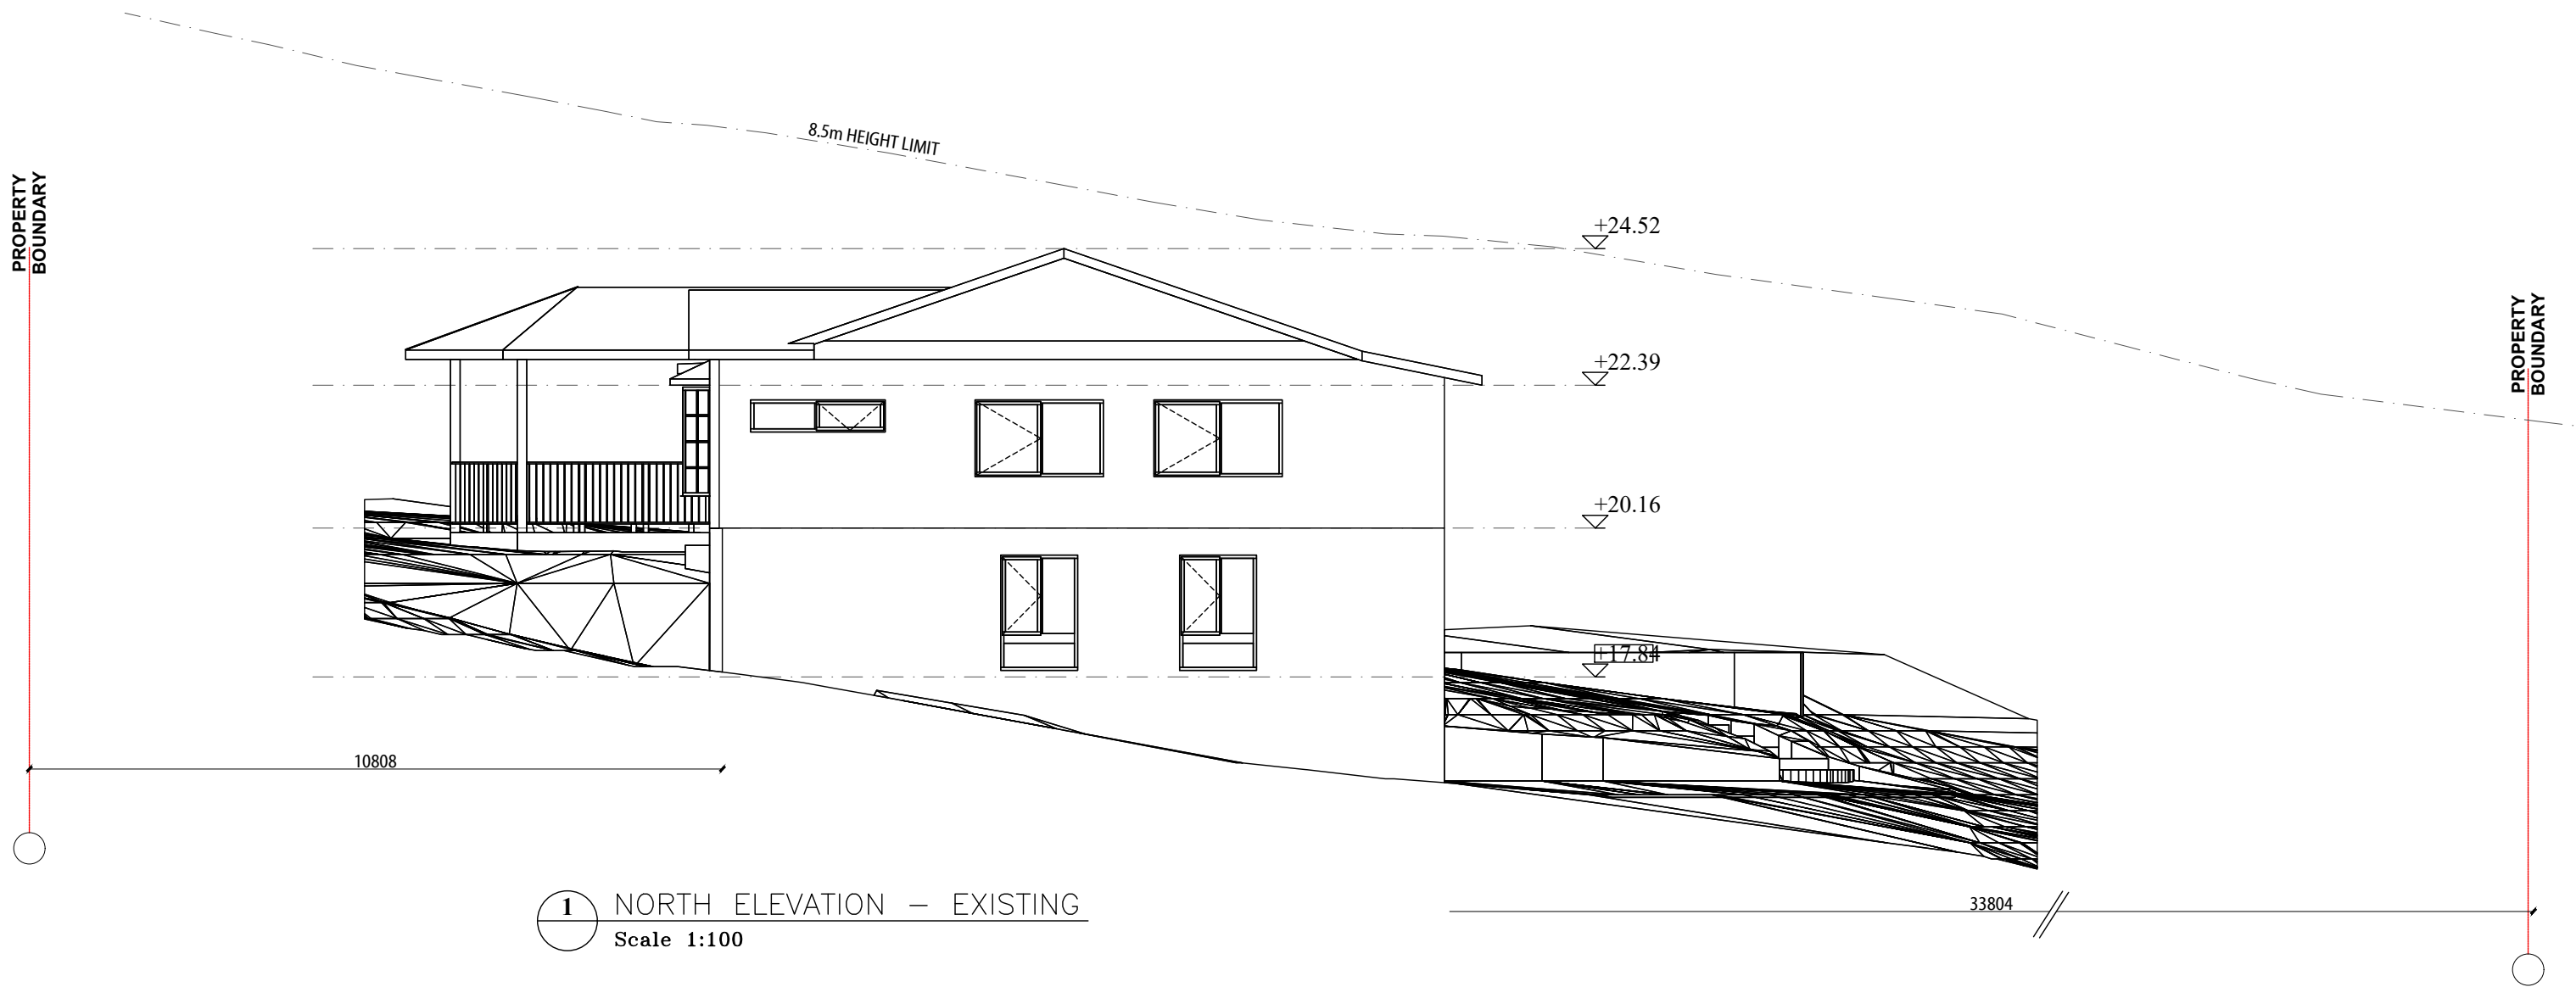 8.5m HEIGHT LIMIT
PROPERTY
BOUNDARY
+24.52
PROPERTY
BOUNDARY
+22.39
+20.16
+17.84
10808
33804
1 NORTH ELEVATION – EXISTING
Scale 1:100